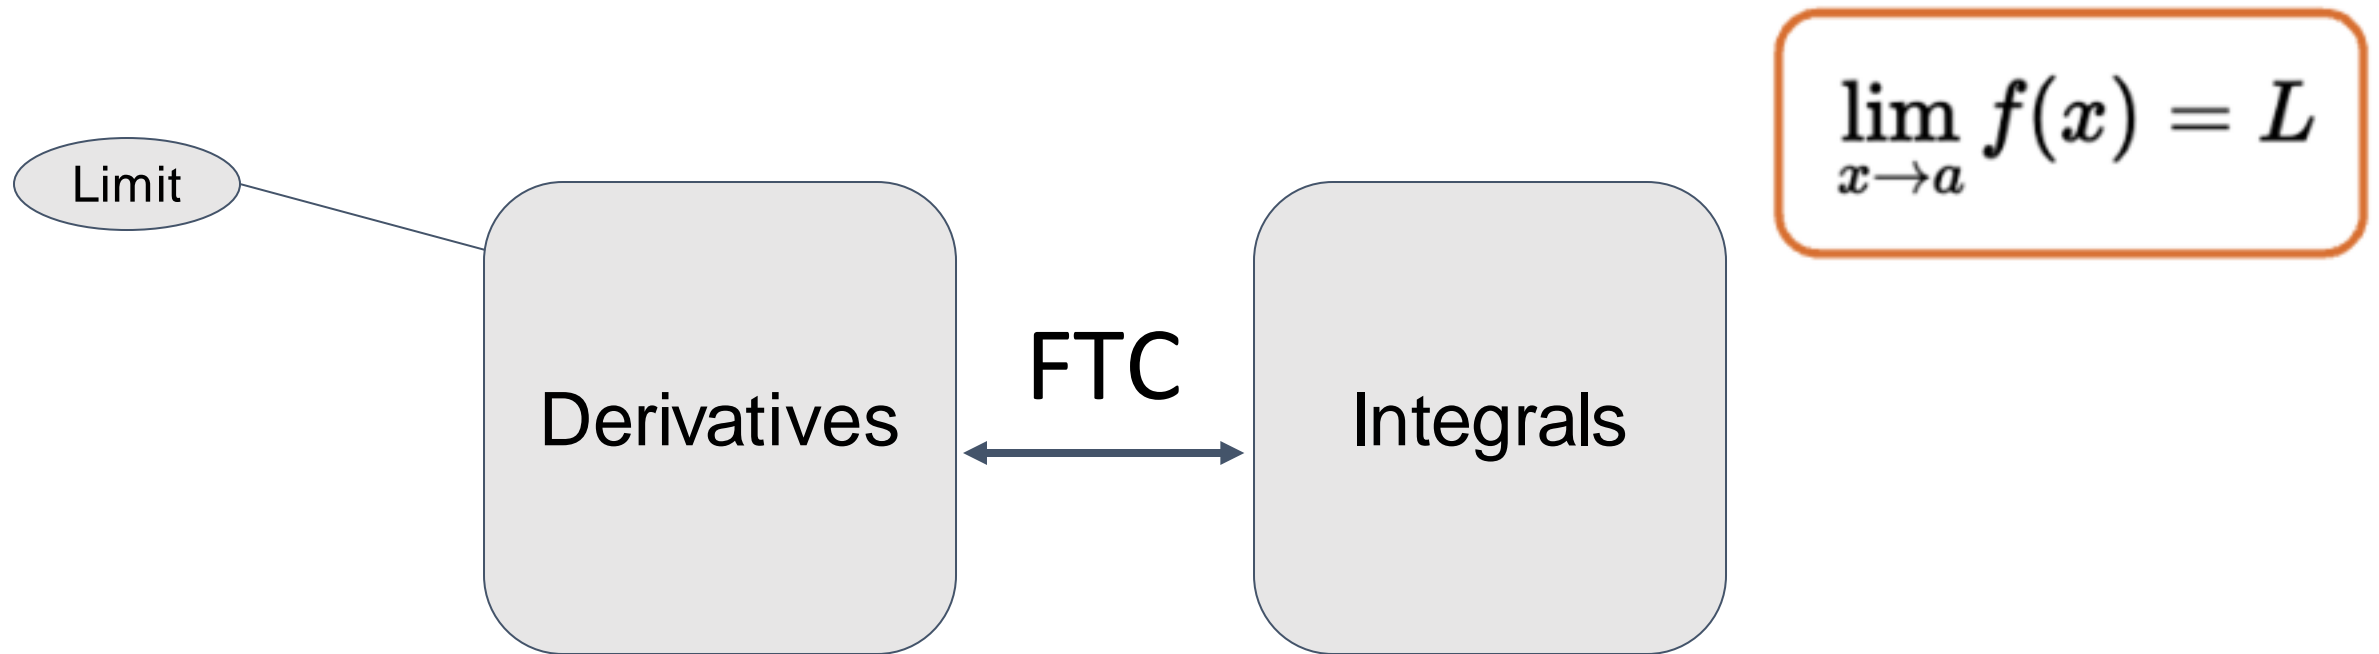 Limit
Derivatives
FTC
Integrals
lim f(x) = L
x→a